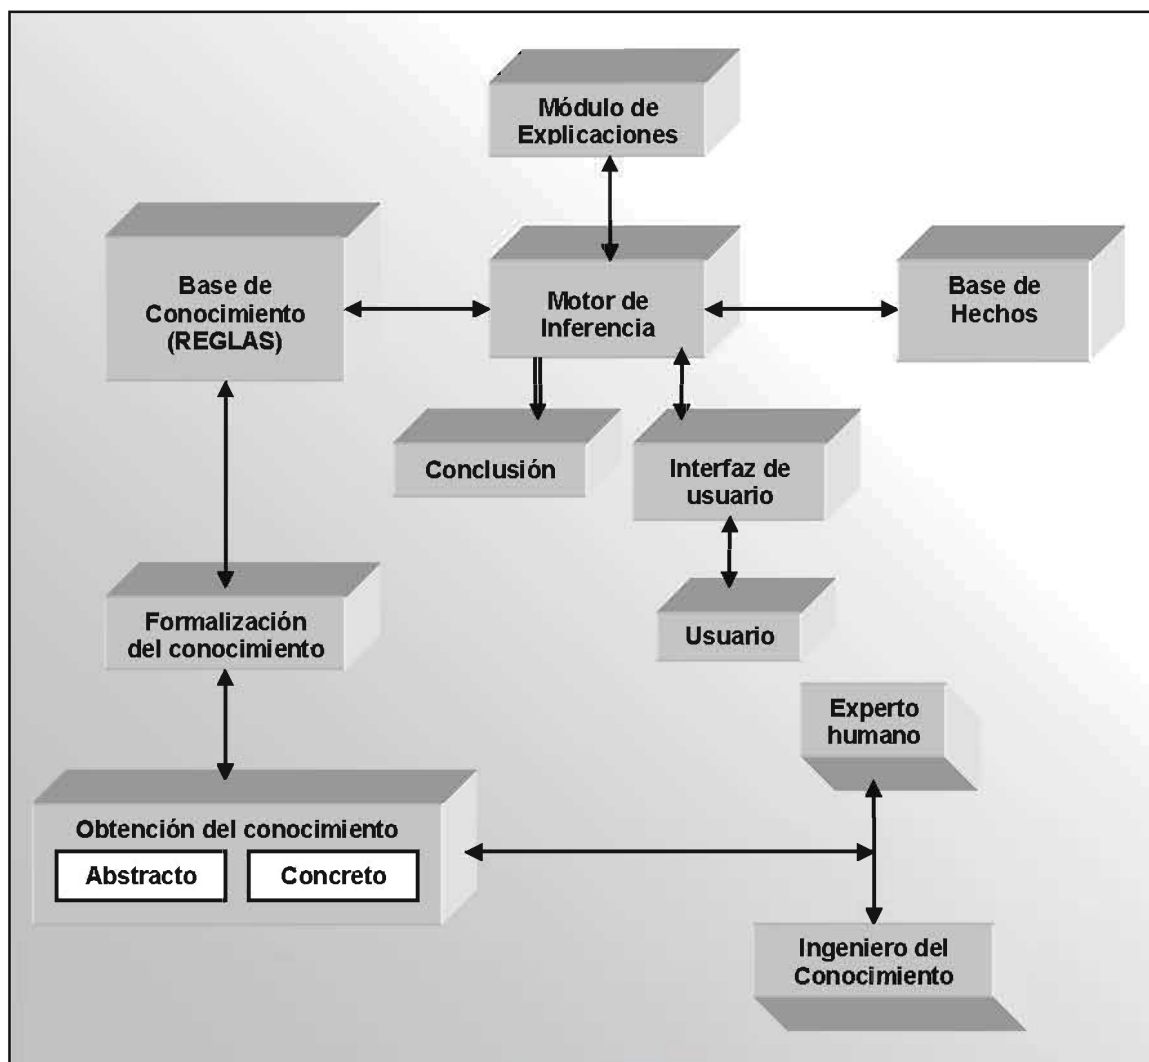 Módulo de
Explicaciones
Base de
Conocimiento
(REGLAS)
Motor de
Inferencia
Base de
Hechos
Conclusión
Interfaz de
usuario
Formalización
del conocimiento
Usuario
Experto
humano
Obtención del conocimiento
Abstracto
Concreto
Ingeniero del
Conocimiento